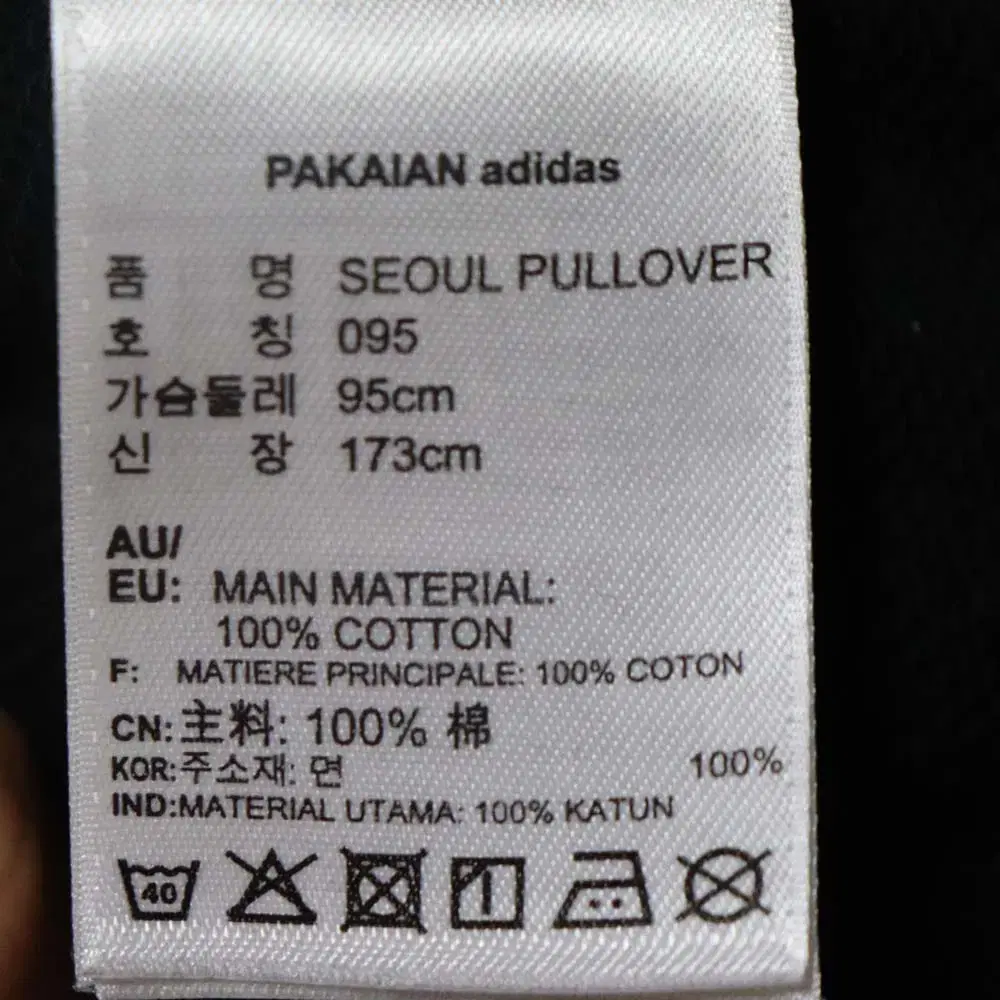 PAKAIAN adidas
품 명 SEOUL PULLOVER
호 칭 095
가슴둘레 95cm
신 장 173cm
AU/
EU: MAIN MATERIAL:
100% COTTON
F: MATIERE PRINCIPALE: 100% COTON
CN:主料: 100% 棉
KOR:주소재: 면 100%
IND:MATERIAL UTAMA: 100% KATUN
40